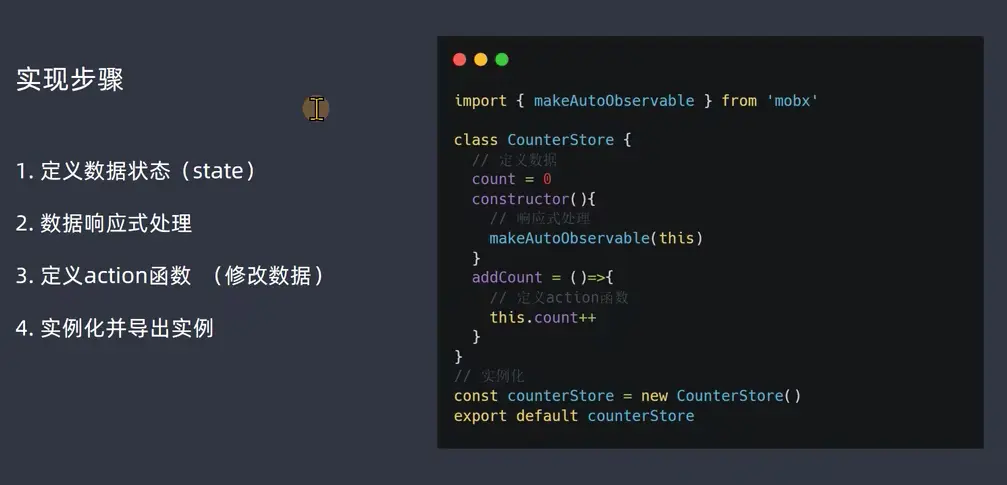 实现步骤
1. 定义数据状态（state）
2. 数据响应式处理
3. 定义action函数 （修改数据）
4. 实例化并导出实例
import { makeAutoObservable } from 'mobx'
class CounterStore {
  // 定义数据
  count = 0
  constructor(){
    // 响应式处理
    makeAutoObservable(this)
  }
  addCount = ()=>{
    // 定义action函数
    this.count++
  }
}
// 实例化
const counterStore = new CounterStore()
export default counterStore